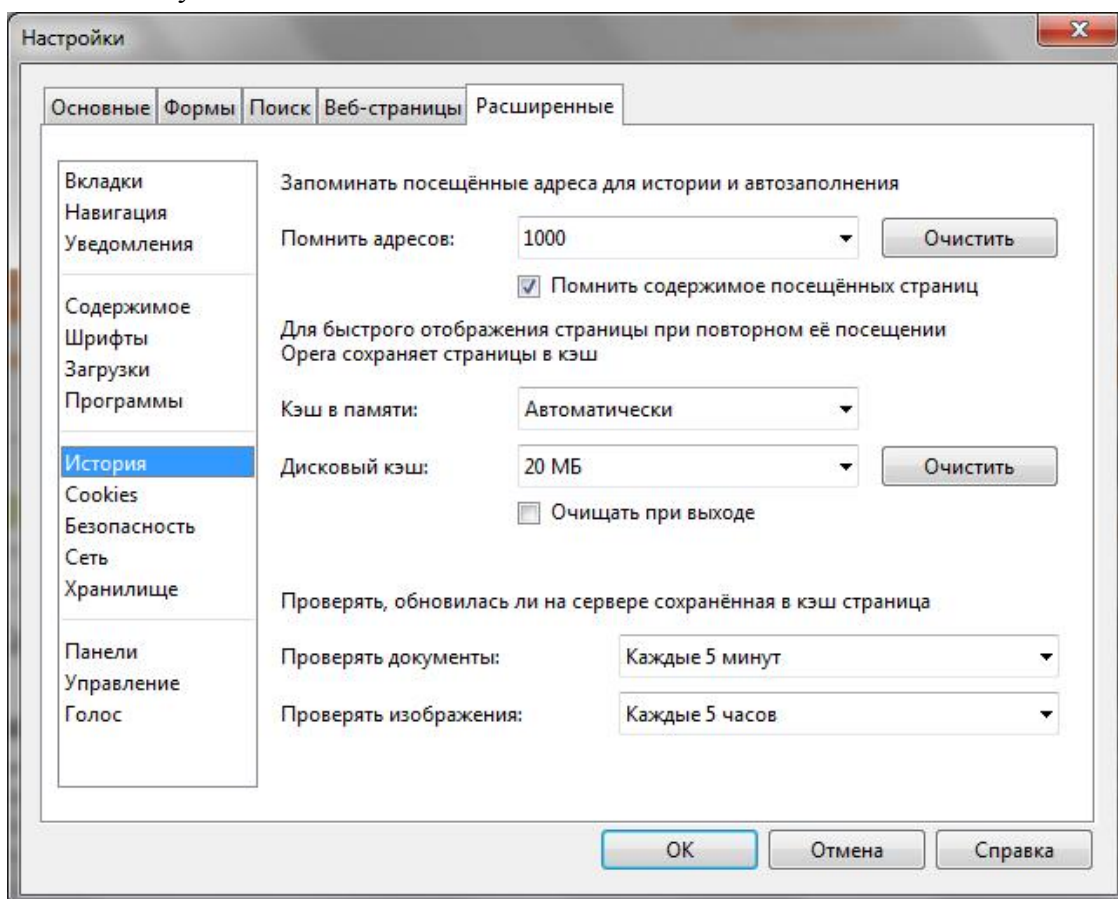 Настройки
Основные Формы Поиск Веб-страницы Расширенные
Вкладки
Навигация
Уведомления
Содержимое
Шрифты
Загрузки
Программы
История
Cookies
Безопасность
Сеть
Хранилище
Панели
Управление
Голос
Запоминать посещённые адреса для истории и автозаполнения
Помнить адресов: 1000 Очистить
Помнить содержимое посещённых страниц
Для быстрого отображения страницы при повторном её посещении
Opera сохраняет страницы в кэш
Кэш в памяти: Автоматически
Дисковый кэш: 20 МБ Очистить
Очищать при выходе
Проверять, обновилась ли на сервере сохранённая в кэш страница
Проверять документы: Каждые 5 минут
Проверять изображения: Каждые 5 часов
OK Отмена Справка